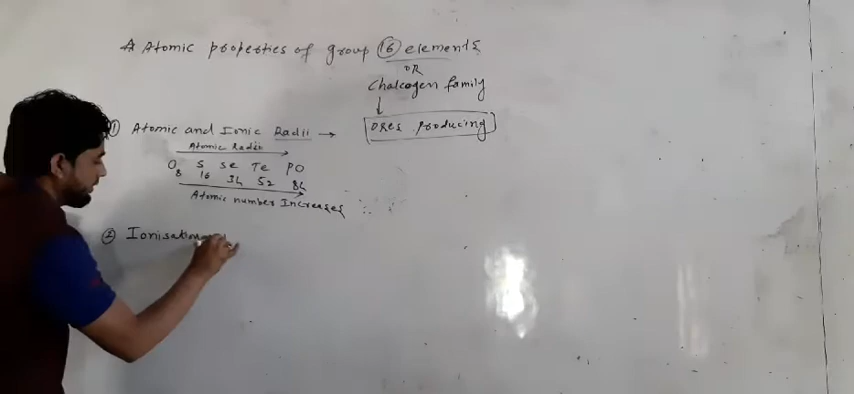 Atomic properties of group 16 elements
OR
Chalcogen family
ores producing
① Atomic and Ionic Radii →
Atomic Radii
O S Se Te PO
8 16 34 52 84
Atomic number Increases
② Ionisation